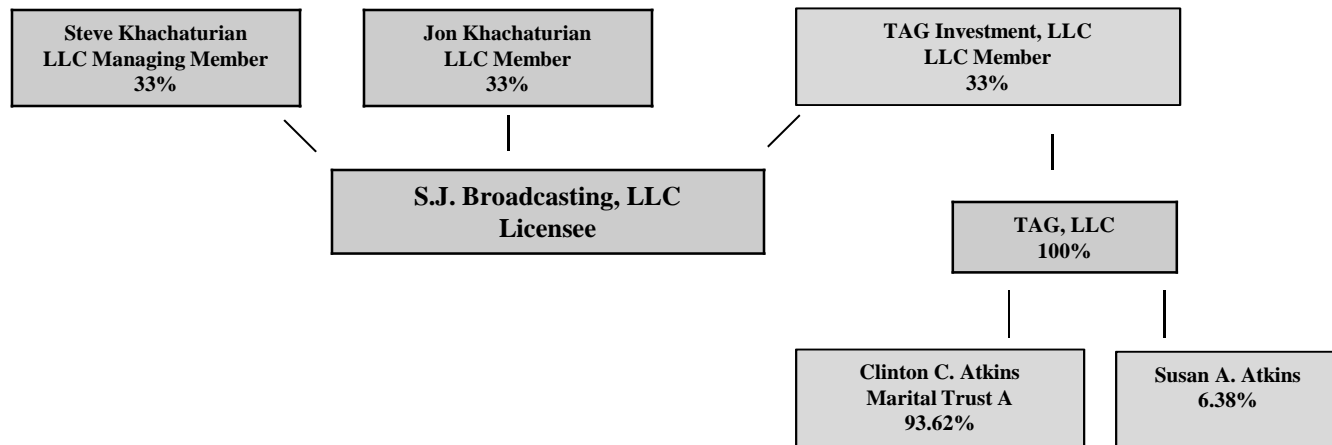 Steve Khachaturian
LLC Managing Member
33%
Jon Khachaturian
LLC Member
33%
TAG Investment, LLC
LLC Member
33%
S.J. Broadcasting, LLC
Licensee
TAG, LLC
100%
Clinton C. Atkins
Marital Trust A
93.62%
Susan A. Atkins
6.38%